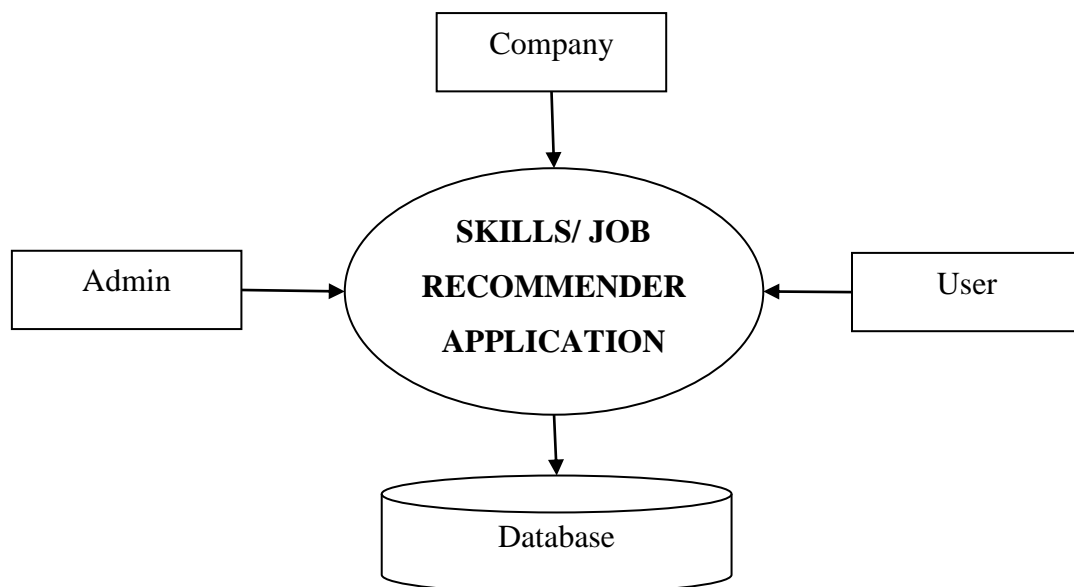 Company
SKILLS/ JOB
RECOMMENDER
APPLICATION
Admin
User
Database